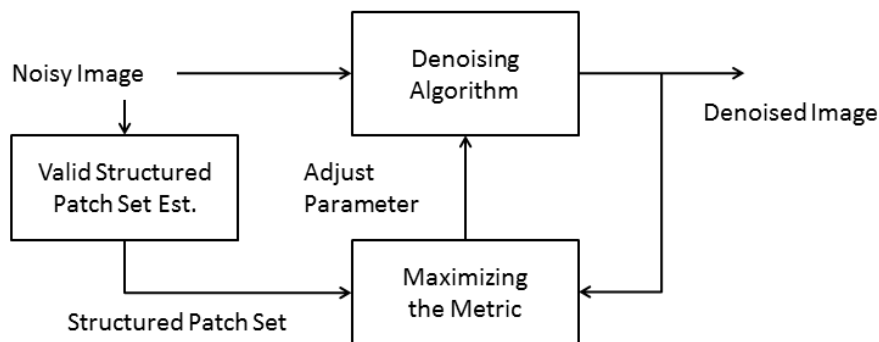 Noisy Image
Denoising
Algorithm
Denoised Image
Valid Structured
Patch Set Est.
Adjust
Parameter
Maximizing
the Metric
Structured Patch Set